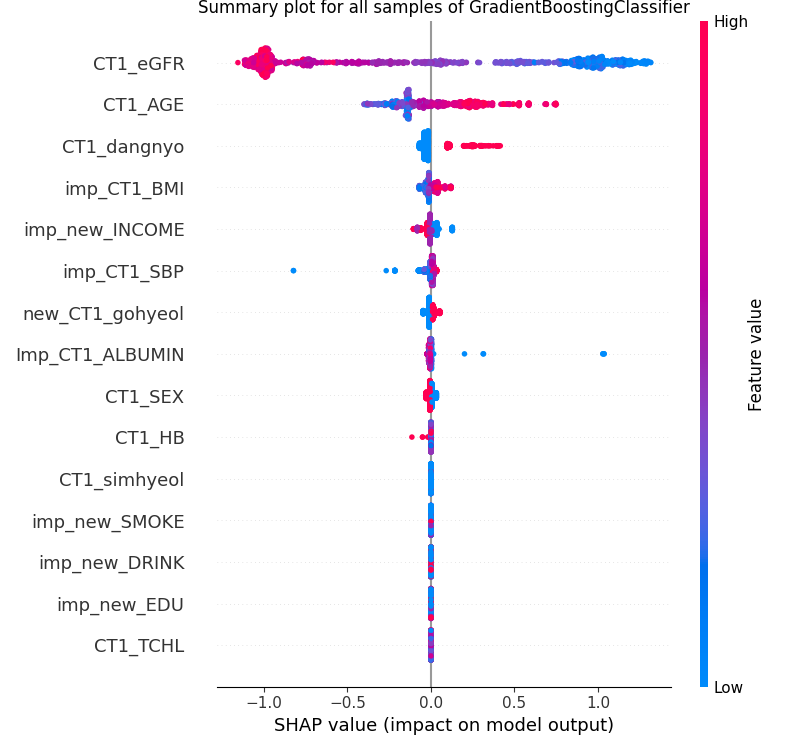 Summary plot for all samples of GradientBoostingClassifier
High
CT1_eGFR
CT1_AGE
CT1_dangnyo
imp_CT1_BMI
imp_new_INCOME
imp_CT1_SBP
new_CT1_gohyeol
Imp_CT1_ALBUMIN
CT1_SEX
CT1_HB
CT1_simhyeol
imp_new_SMOKE
imp_new_DRINK
imp_new_EDU
CT1_TCHL
Feature value
Low
−1.0 −0.5 0.0 0.5 1.0
SHAP value (impact on model output)